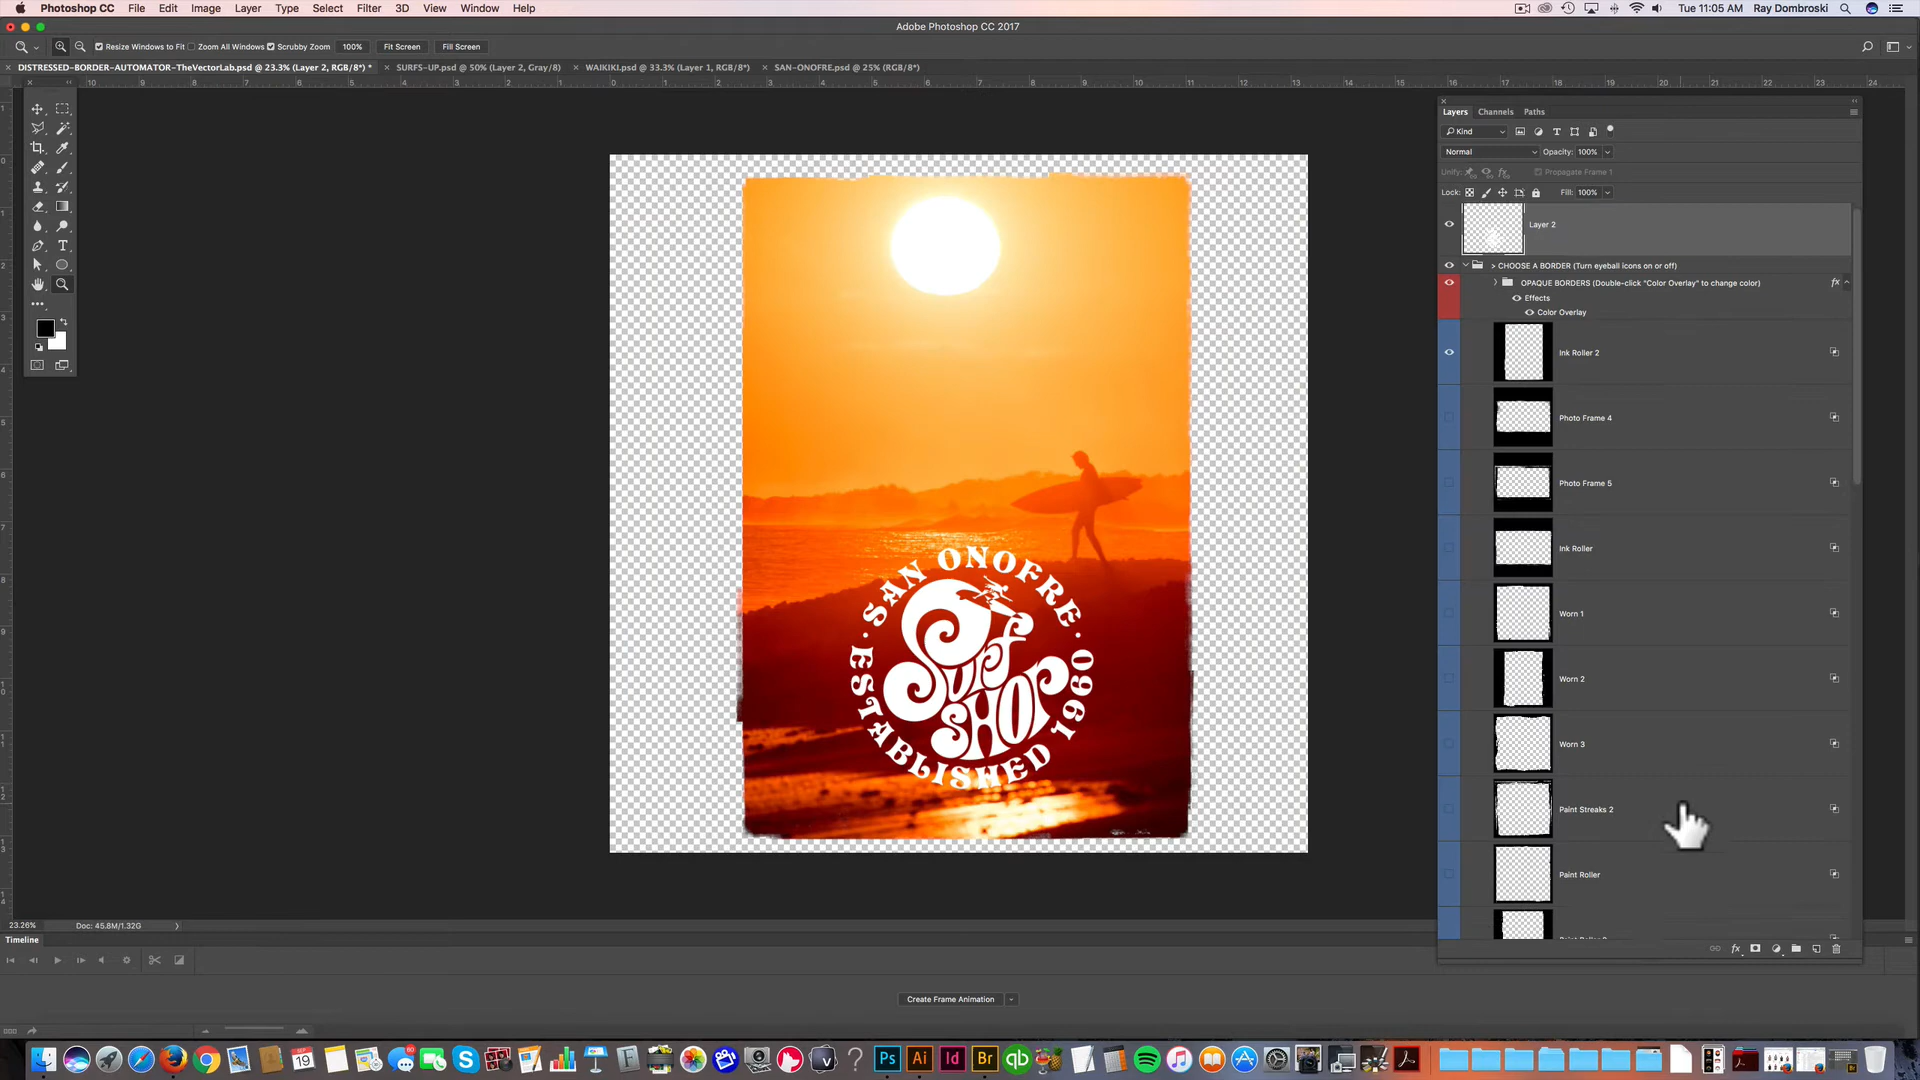 Photoshop CC File Edit Image Layer Type Select Filter 3D View Window Help Tue 11:05 AM Ray Dombroski
Adobe Photoshop CC 2017
Resize Windows to Fit Zoom All Windows Scrubby Zoom 100% Fit Screen Fill Screen
DISTRESSED-BORDER-AUTOMATOR-TheVectorLab.psd @ 23.3% (Layer 2, RGB/8*) * SURFS-UP.psd @ 50% (Layer 2, Gray/8) WAIKIKI.psd @ 33.3% (Layer 1, RGB/8*) SAN-ONOFRE.psd @ 25% (RGB/8*)
Layers Channels Paths
Kind
Normal Opacity: 100%
Unify: Propagate Frame 1
Lock: Fill: 100%
Layer 2
> CHOOSE A BORDER (Turn eyeball icons on or off)
OPAQUE BORDERS (Double-click "Color Overlay" to change color) fx
Effects
Color Overlay
Ink Roller 2
Photo Frame 4
Photo Frame 5
Ink Roller
Worn 1
Worn 2
Worn 3
Paint Streaks 2
Paint Roller
SAN ONOFRE
Surf
SHOP
ESTABLISHED 1960
23.26% Doc: 45.8M/1.32G
Timeline
Create Frame Animation